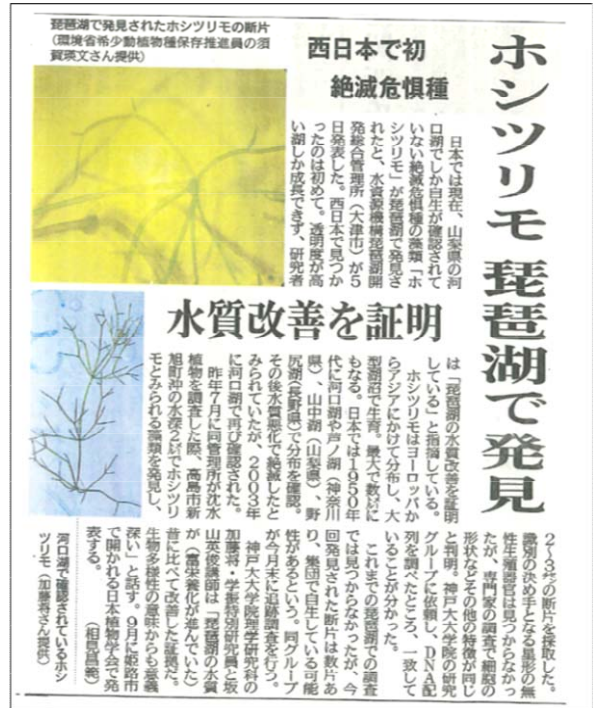 ホシツリモ 琵琶湖で発見
西日本で初
絶滅危惧種
水質改善を証明
琵琶湖で発見されたホシツリモの断片
(環境省希少動植物種保存推進員の須
賀瑛文さん提供)
日本では現在、山梨県の河
口湖でしか自生が確認されて
いない絶滅危惧種の藻類「ホ
シツリモ」が琵琶湖で発見さ
れたと、水資源機構琵琶湖開
発総合管理所(大津市)が5
日発表した。西日本で見つか
ったのは初めて。透明度が高
い湖しか成長できず、研究者
は「琵琶湖の水質改善を証明
している」と指摘している。
ホシツリモはヨーロッパか
らアジアにかけて分布し、大
型湖沼で生育。最大で数㍍に
もなる。日本では1950年
代に河口湖や芦ノ湖(神奈川
県)、山中湖(山梨県)、野
尻湖(長野県)で分布を確認。
その後水質悪化で絶滅したと
みられていたが、2003年
に河口湖で再び確認された。
昨年7月に同管理所が沈水
植物を調査した際、高島市新
旭町沖の水深2㍍でホシツリ
モとみられる藻類を発見し、
2〜3㌢の断片を採取した。
識別の決め手となる星形の無
性生殖器官は見つからなかっ
たが、専門家の調査で細胞の
形状などその他の特徴が同じ
と判明。神戸大大学院の研究
グループに依頼し、DNA配
列を調べたところ、一致して
いることが分かった。
これまでの琵琶湖での調査
では見つからなかったが、今
回発見された断片は数片あ
り、集団で自生している可能
性があるという。同グループ
が今月末に追跡調査を行う。
神戸大大学院理学研究科の
加藤将・学振特別研究員と坂
山英俊講師は「琵琶湖の水質
が(富栄養化が進んでいた)
昔に比べて改善した証拠だ。
生物多様性の意味からも意義
深い」と話す。9月に姫路市
で開かれる日本植物学会で発
表する。 (相見昌範)
河口湖で確認されているホシ
ツリモ(加藤将さん提供)